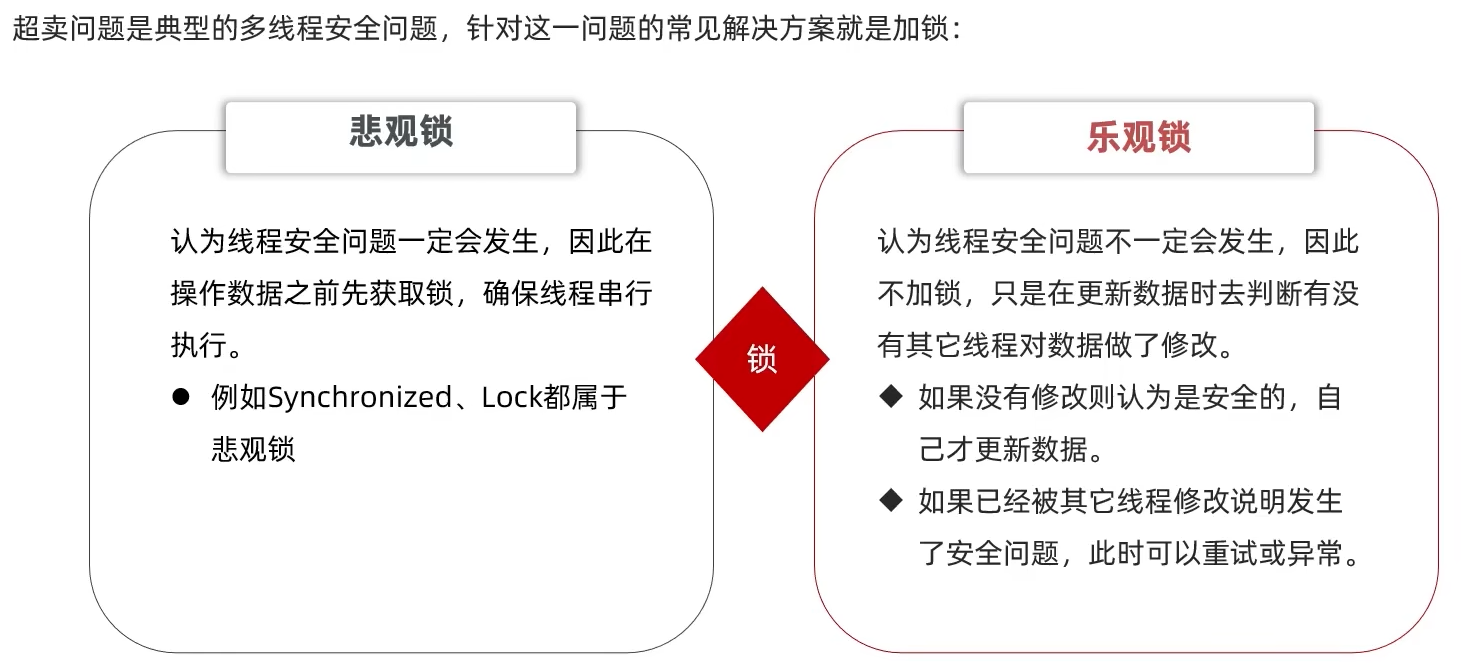 超卖问题是典型的多线程安全问题，针对这一问题的常见解决方案就是加锁：
悲观锁
认为线程安全问题一定会发生，因此在
操作数据之前先获取锁，确保线程串行
执行。
● 例如Synchronized、Lock都属于
悲观锁
锁
乐观锁
认为线程安全问题不一定会发生，因此
不加锁，只是在更新数据时去判断有没
有其它线程对数据做了修改。
◆ 如果没有修改则认为是安全的，自
己才更新数据。
◆ 如果已经被其它线程修改说明发生
了安全问题，此时可以重试或异常。